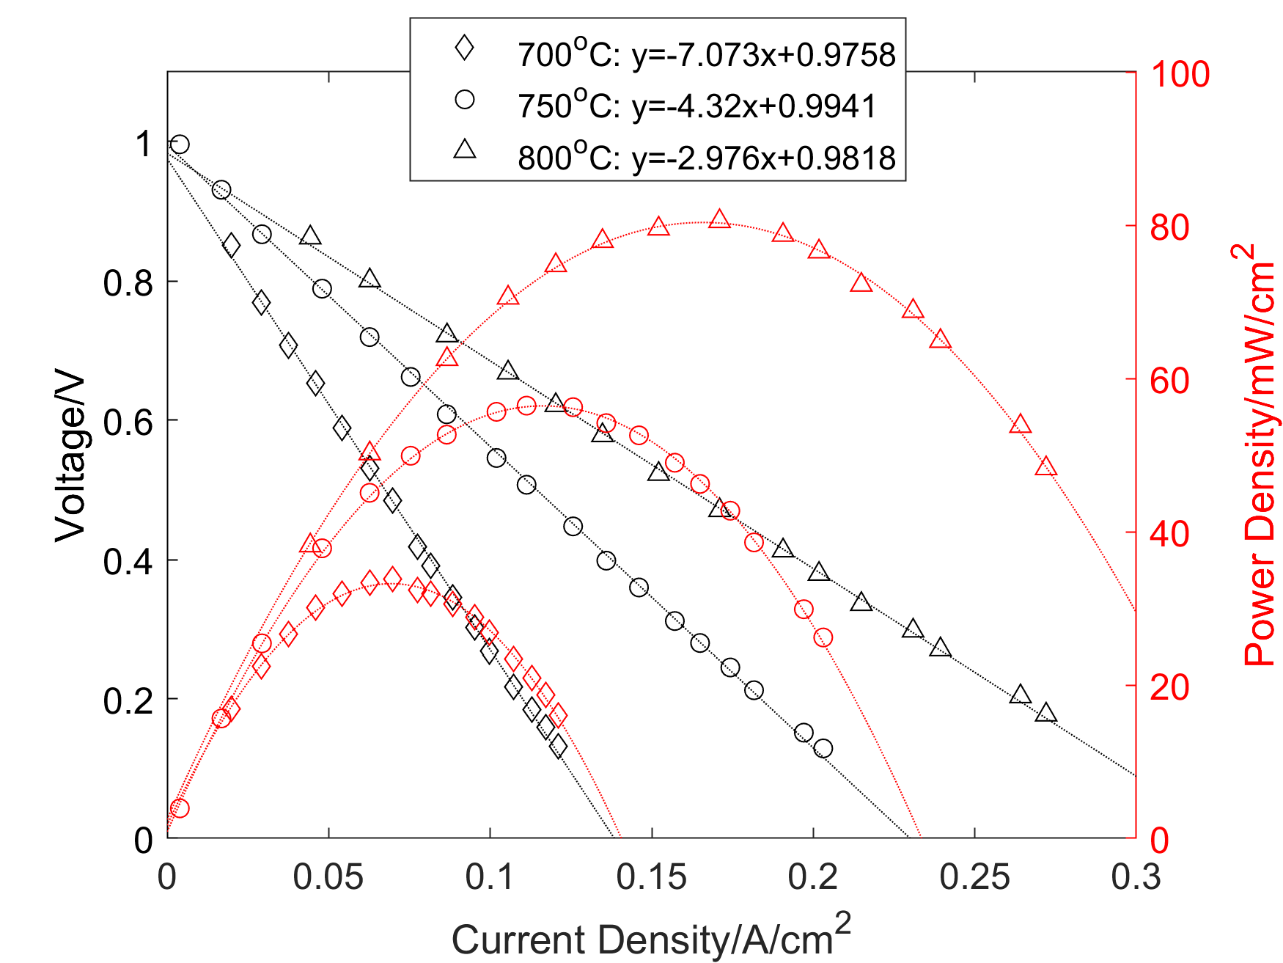 700°C: y=-7.073x+0.9758
750°C: y=-4.32x+0.9941
800°C: y=-2.976x+0.9818
1
0.8
0.6
0.4
0.2
0
Voltage/V
100
80
60
40
20
0
Power Density/mW/cm²
0 0.05 0.1 0.15 0.2 0.25 0.3
Current Density/A/cm²